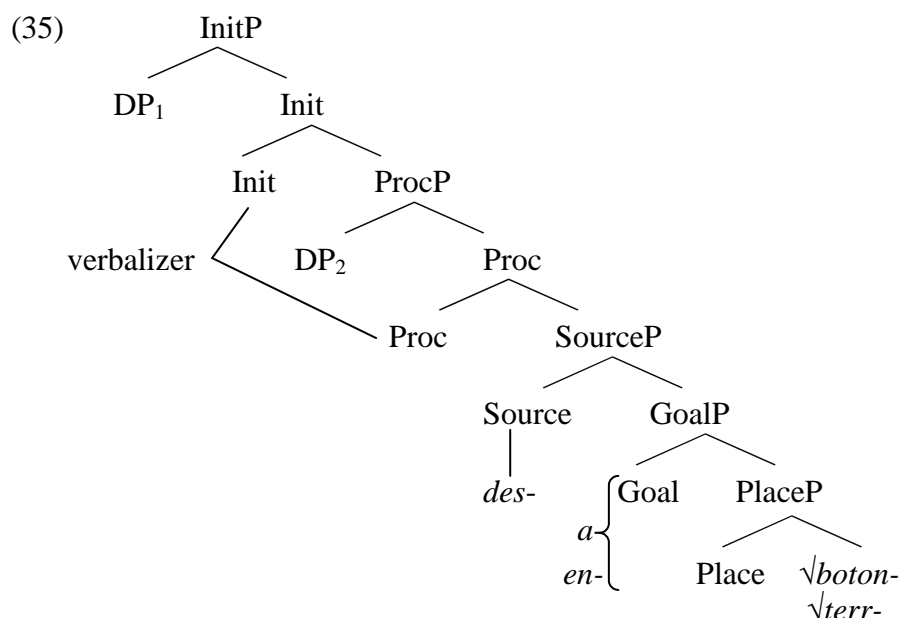 (35) InitP
DP₁ Init
Init ProcP
verbalizer DP₂ Proc
Proc SourceP
Source GoalP
des- Goal PlaceP
a-
en- Place √boton-
√terr-